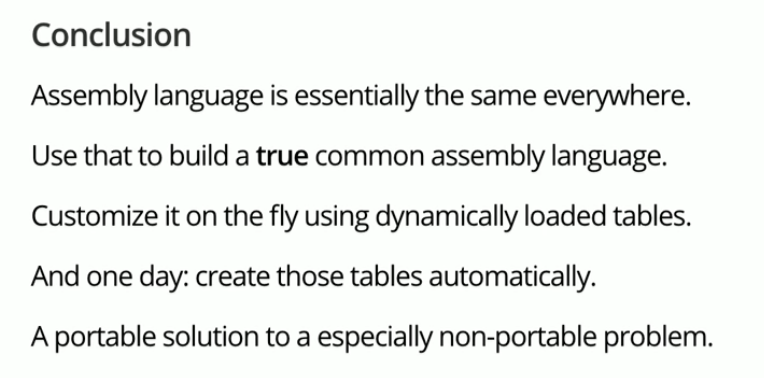 Conclusion
Assembly language is essentially the same everywhere.
Use that to build a true common assembly language.
Customize it on the fly using dynamically loaded tables.
And one day: create those tables automatically.
A portable solution to a especially non-portable problem.